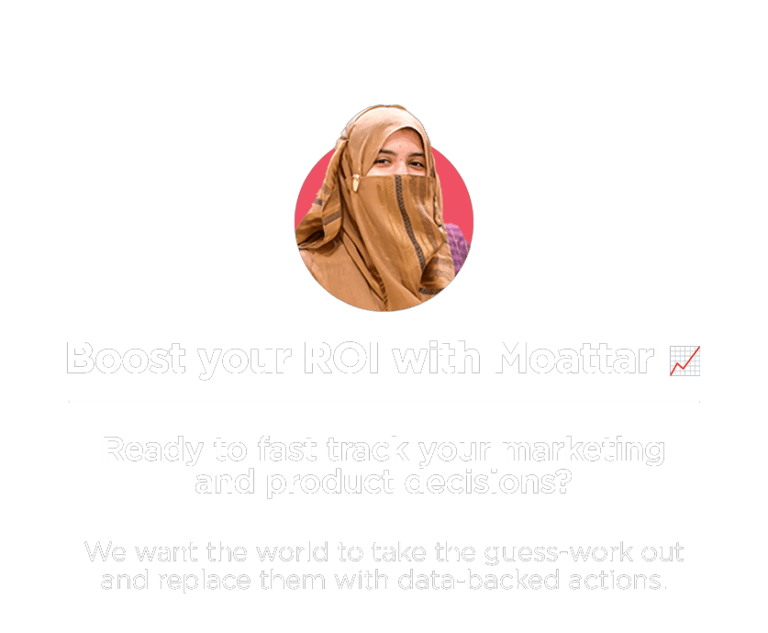 Boost your ROI with Moattar 📈
Ready to fast track your marketing
and product decisions?
We want the world to take the guess-work out
and replace them with data-backed actions.